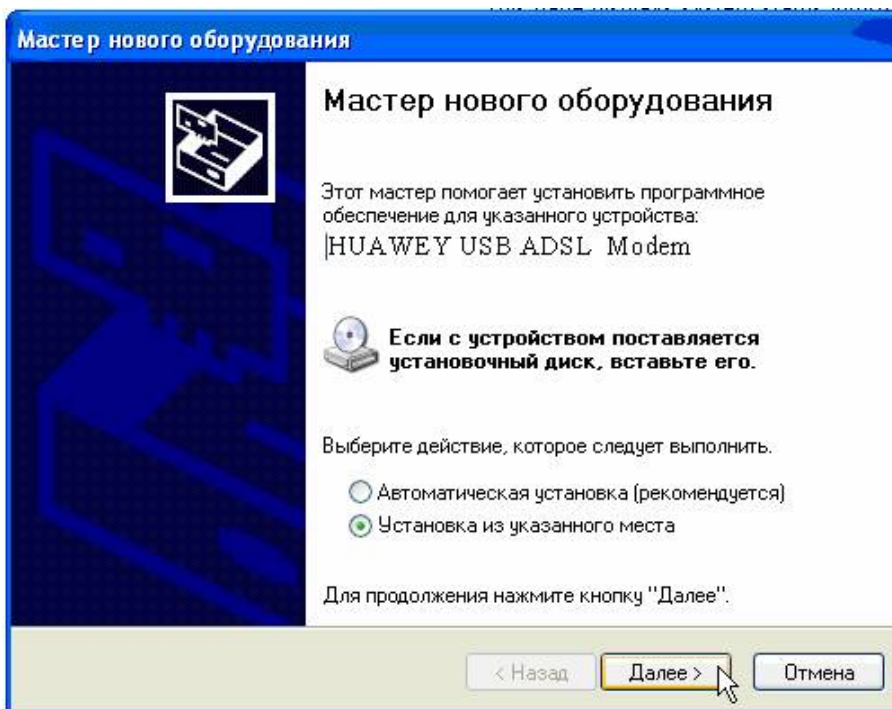 Мастер нового оборудования
Мастер нового оборудования
Этот мастер помогает установить программное
обеспечение для указанного устройства:
HUAWEY USB ADSL Modem
Если с устройством поставляется
установочный диск, вставьте его.
Выберите действие, которое следует выполнить.
Автоматическая установка (рекомендуется)
Установка из указанного места
Для продолжения нажмите кнопку "Далее".
< Назад Далее > Отмена